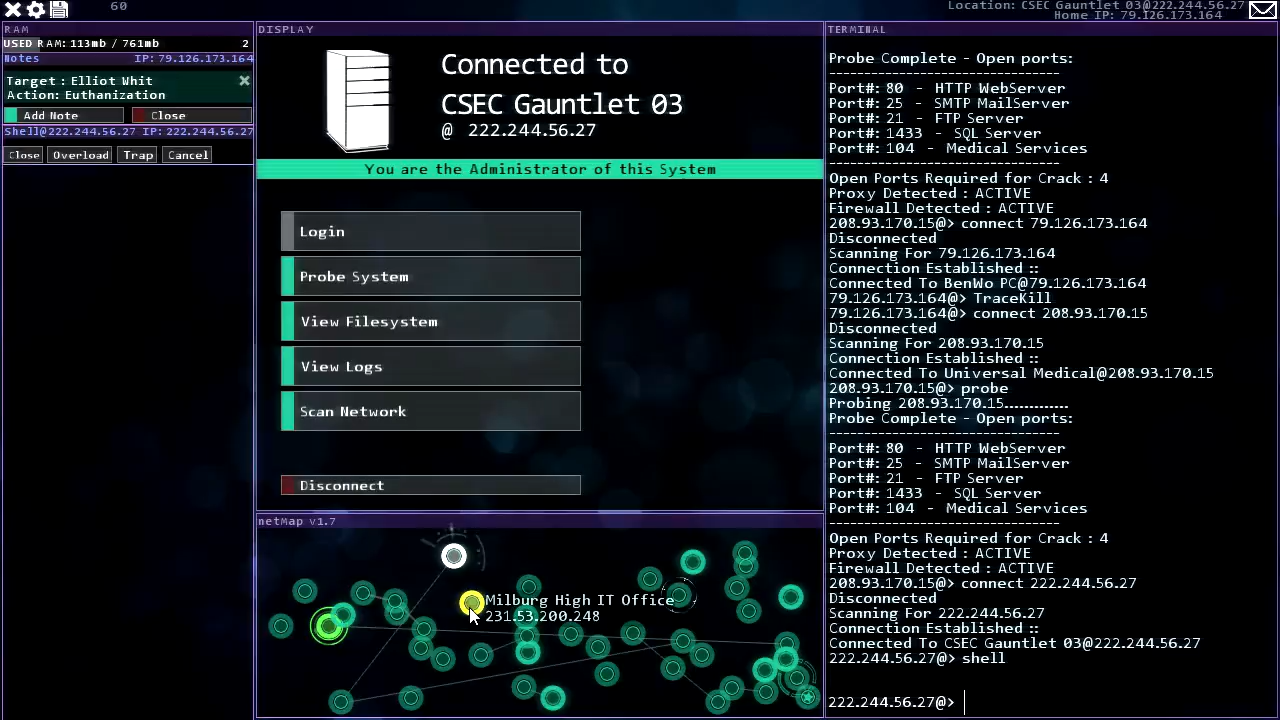 60
Location: CSEC Gauntlet 03@222.244.56.27
Home IP: 79.126.173.164
RAM
USED RAM: 113mb / 761mb 2
Notes IP: 79.126.173.164
Target : Elliot Whit
Action: Euthanization
Add Note Close
Shell@222.244.56.27 IP: 222.244.56.27
Close Overload Trap Cancel
DISPLAY
Connected to
CSEC Gauntlet 03
@ 222.244.56.27
You are the Administrator of this System
Login
Probe System
View Filesystem
View Logs
Scan Network
Disconnect
netMap v1.7
Milburg High IT Office
231.53.200.248
TERMINAL
Probe Complete - Open ports:
---------------------------------
Port#: 80 - HTTP WebServer
Port#: 25 - SMTP MailServer
Port#: 21 - FTP Server
Port#: 1433 - SQL Server
Port#: 104 - Medical Services
---------------------------------
Open Ports Required for Crack : 4
Proxy Detected : ACTIVE
Firewall Detected : ACTIVE
208.93.170.15@> connect 79.126.173.164
Disconnected
Scanning For 79.126.173.164
Connection Established ::
Connected To BenWo PC@79.126.173.164
79.126.173.164@> TraceKill
79.126.173.164@> connect 208.93.170.15
Disconnected
Scanning For 208.93.170.15
Connection Established ::
Connected To Universal Medical@208.93.170.15
208.93.170.15@> probe
Probing 208.93.170.15.............
Probe Complete - Open ports:
---------------------------------
Port#: 80 - HTTP WebServer
Port#: 25 - SMTP MailServer
Port#: 21 - FTP Server
Port#: 1433 - SQL Server
Port#: 104 - Medical Services
---------------------------------
Open Ports Required for Crack : 4
Proxy Detected : ACTIVE
Firewall Detected : ACTIVE
208.93.170.15@> connect 222.244.56.27
Disconnected
Scanning For 222.244.56.27
Connection Established ::
Connected To CSEC Gauntlet 03@222.244.56.27
222.244.56.27@> shell
222.244.56.27@>